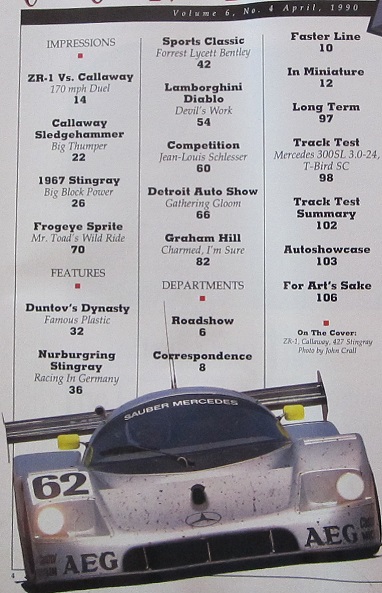 Volume 6, No. 4 April, 1990
IMPRESSIONS
ZR-1 Vs. Callaway
170 mph Duel
14
Callaway
Sledgehammer
Big Thumper
22
1967 Stingray
Big Block Power
26
Frogeye Sprite
Mr. Toad's Wild Ride
70
FEATURES
Duntov's Dynasty
Famous Plastic
32
Nurburgring
Stingray
Racing In Germany
36
Sports Classic
Forrest Lycett Bentley
42
Lamborghini
Diablo
Devil's Work
54
Competition
Jean-Louis Schlesser
60
Detroit Auto Show
Gathering Gloom
66
Graham Hill
Charmed, I'm Sure
82
DEPARTMENTS
Roadshow
6
Correspondence
8
Faster Line
10
In Miniature
12
Long Term
97
Track Test
Mercedes 300SL 3.0-24,
T-Bird SC
98
Track Test
Summary
102
Autoshowcase
103
For Art's Sake
106
On The Cover:
ZR-1, Callaway, 427 Stingray
Photo by John Crall
SAUBER MERCEDES
62
AEG
AEG
4